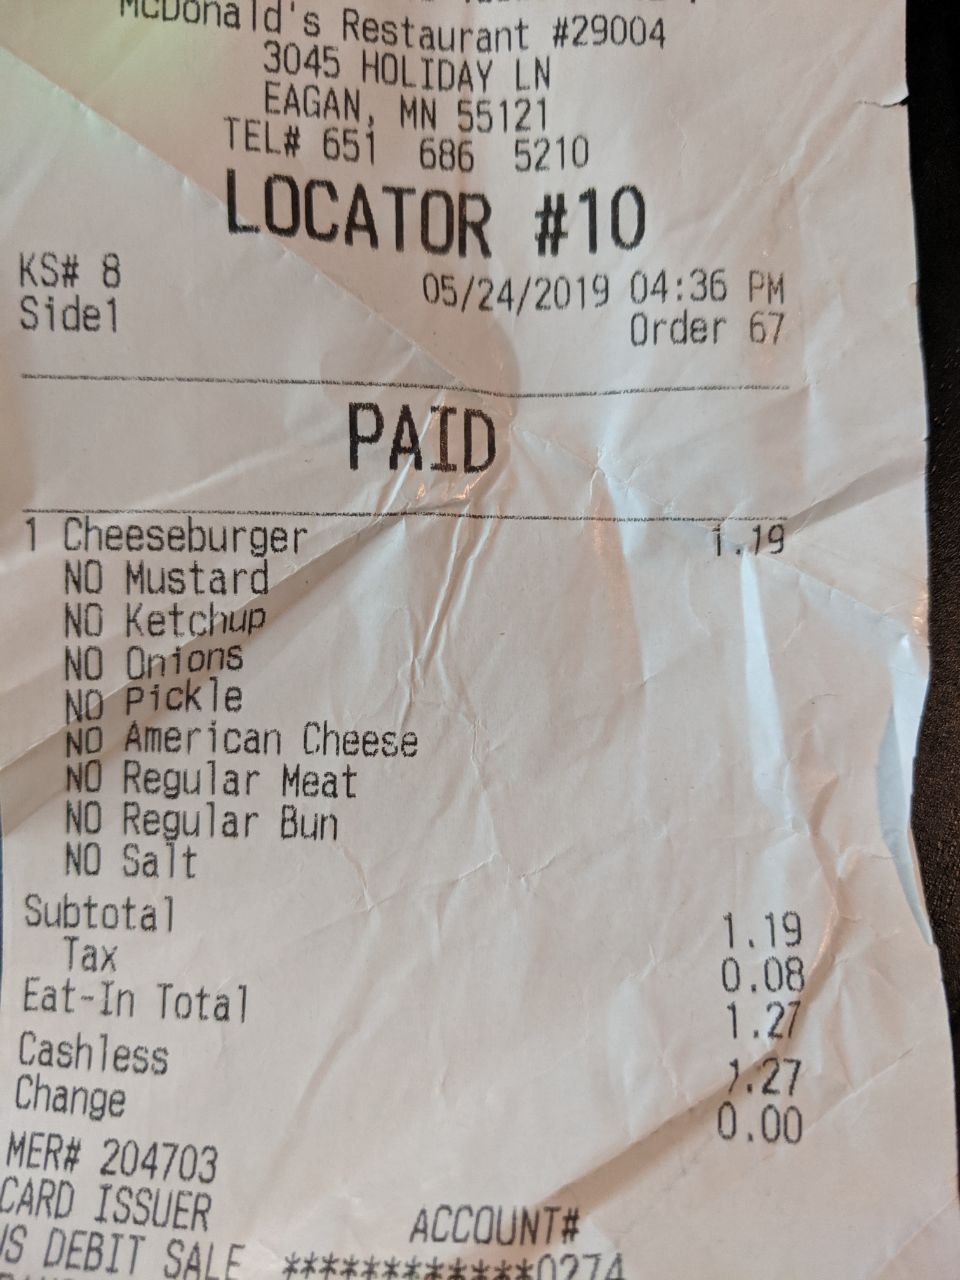 McDonald's Restaurant #29004
3045 HOLIDAY LN
EAGAN, MN 55121
TEL# 651 686 5210
LOCATOR #10
KS# 8 05/24/2019 04:36 PM
Side1 Order 67
PAID
1 Cheeseburger 1.19
NO Mustard
NO Ketchup
NO Onions
NO Pickle
NO American Cheese
NO Regular Meat
NO Regular Bun
NO Salt
Subtotal 1.19
Tax 0.08
Eat-In Total 1.27
Cashless 1.27
Change 0.00
MER# 204703
CARD ISSUER ACCOUNT#
US DEBIT SALE ************0274